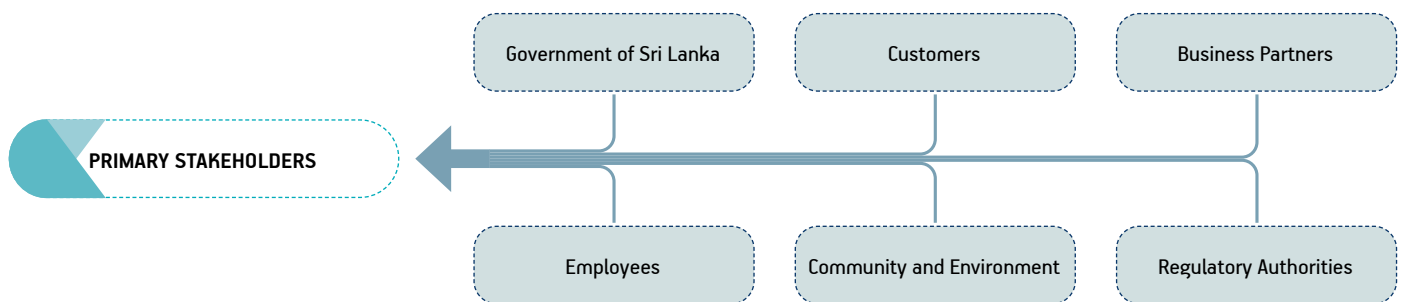 Government of Sri Lanka
Customers
Business Partners
PRIMARY STAKEHOLDERS
Employees
Community and Environment
Regulatory Authorities